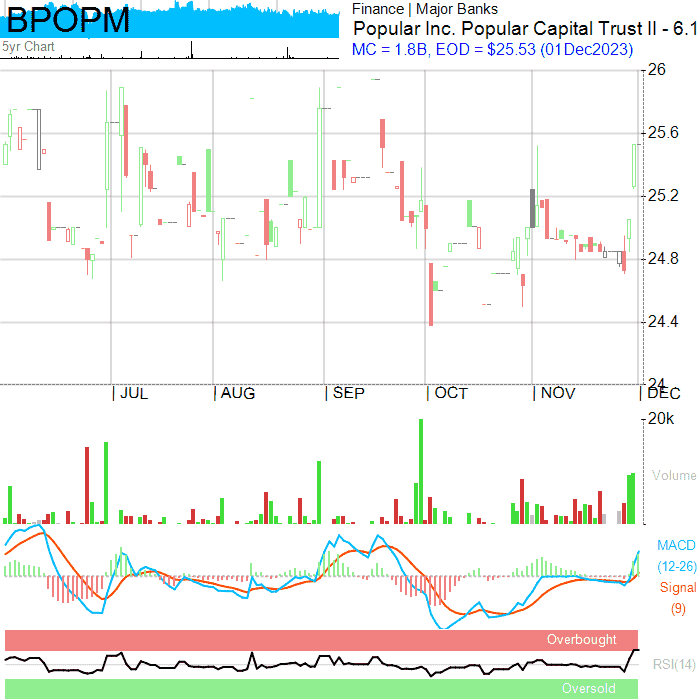 BPOPM
Finance | Major Banks
Popular Inc. Popular Capital Trust II - 6.1
5yr Chart
MC = 1.8B, EOD = $25.53 (01Dec2023)
26
25.6
25.2
24.8
24.4
24
| JUL | AUG | SEP | OCT | NOV | DEC
20k
Volume
MACD
(12-26)
Signal
(9)
Overbought
RSI(14)
Oversold